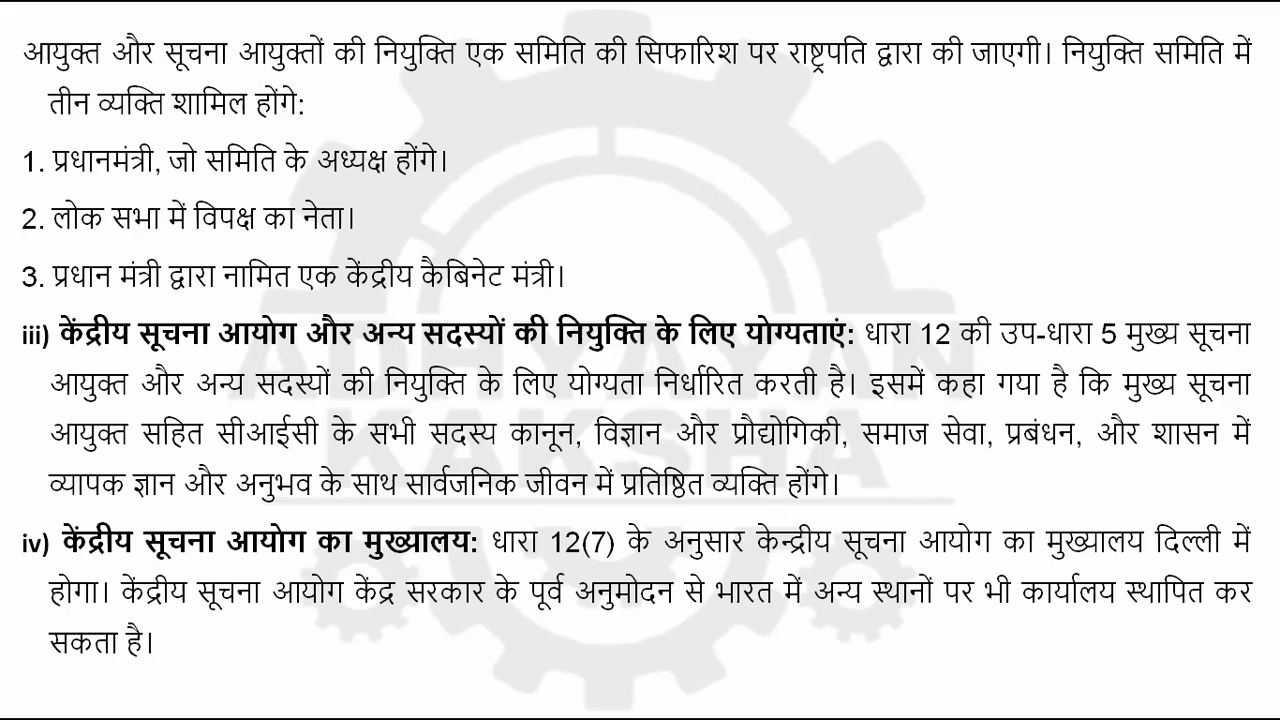 आयुक्त और सूचना आयुक्तों की नियुक्ति एक समिति की सिफारिश पर राष्ट्रपति द्वारा की जाएगी। नियुक्ति समिति में
तीन व्यक्ति शामिल होंगे:
1. प्रधानमंत्री, जो समिति के अध्यक्ष होंगे।
2. लोक सभा में विपक्ष का नेता।
3. प्रधान मंत्री द्वारा नामित एक केंद्रीय कैबिनेट मंत्री।
iii) केंद्रीय सूचना आयोग और अन्य सदस्यों की नियुक्ति के लिए योग्यताएं: धारा 12 की उप-धारा 5 मुख्य सूचना
आयुक्त और अन्य सदस्यों की नियुक्ति के लिए योग्यता निर्धारित करती है। इसमें कहा गया है कि मुख्य सूचना
आयुक्त सहित सीआईसी के सभी सदस्य कानून, विज्ञान और प्रौद्योगिकी, समाज सेवा, प्रबंधन, और शासन में
व्यापक ज्ञान और अनुभव के साथ सार्वजनिक जीवन में प्रतिष्ठित व्यक्ति होंगे।
iv) केंद्रीय सूचना आयोग का मुख्यालय: धारा 12(7) के अनुसार केन्द्रीय सूचना आयोग का मुख्यालय दिल्ली में
होगा। केंद्रीय सूचना आयोग केंद्र सरकार के पूर्व अनुमोदन से भारत में अन्य स्थानों पर भी कार्यालय स्थापित कर
सकता है।
ADHYAYAN
KAKSHA